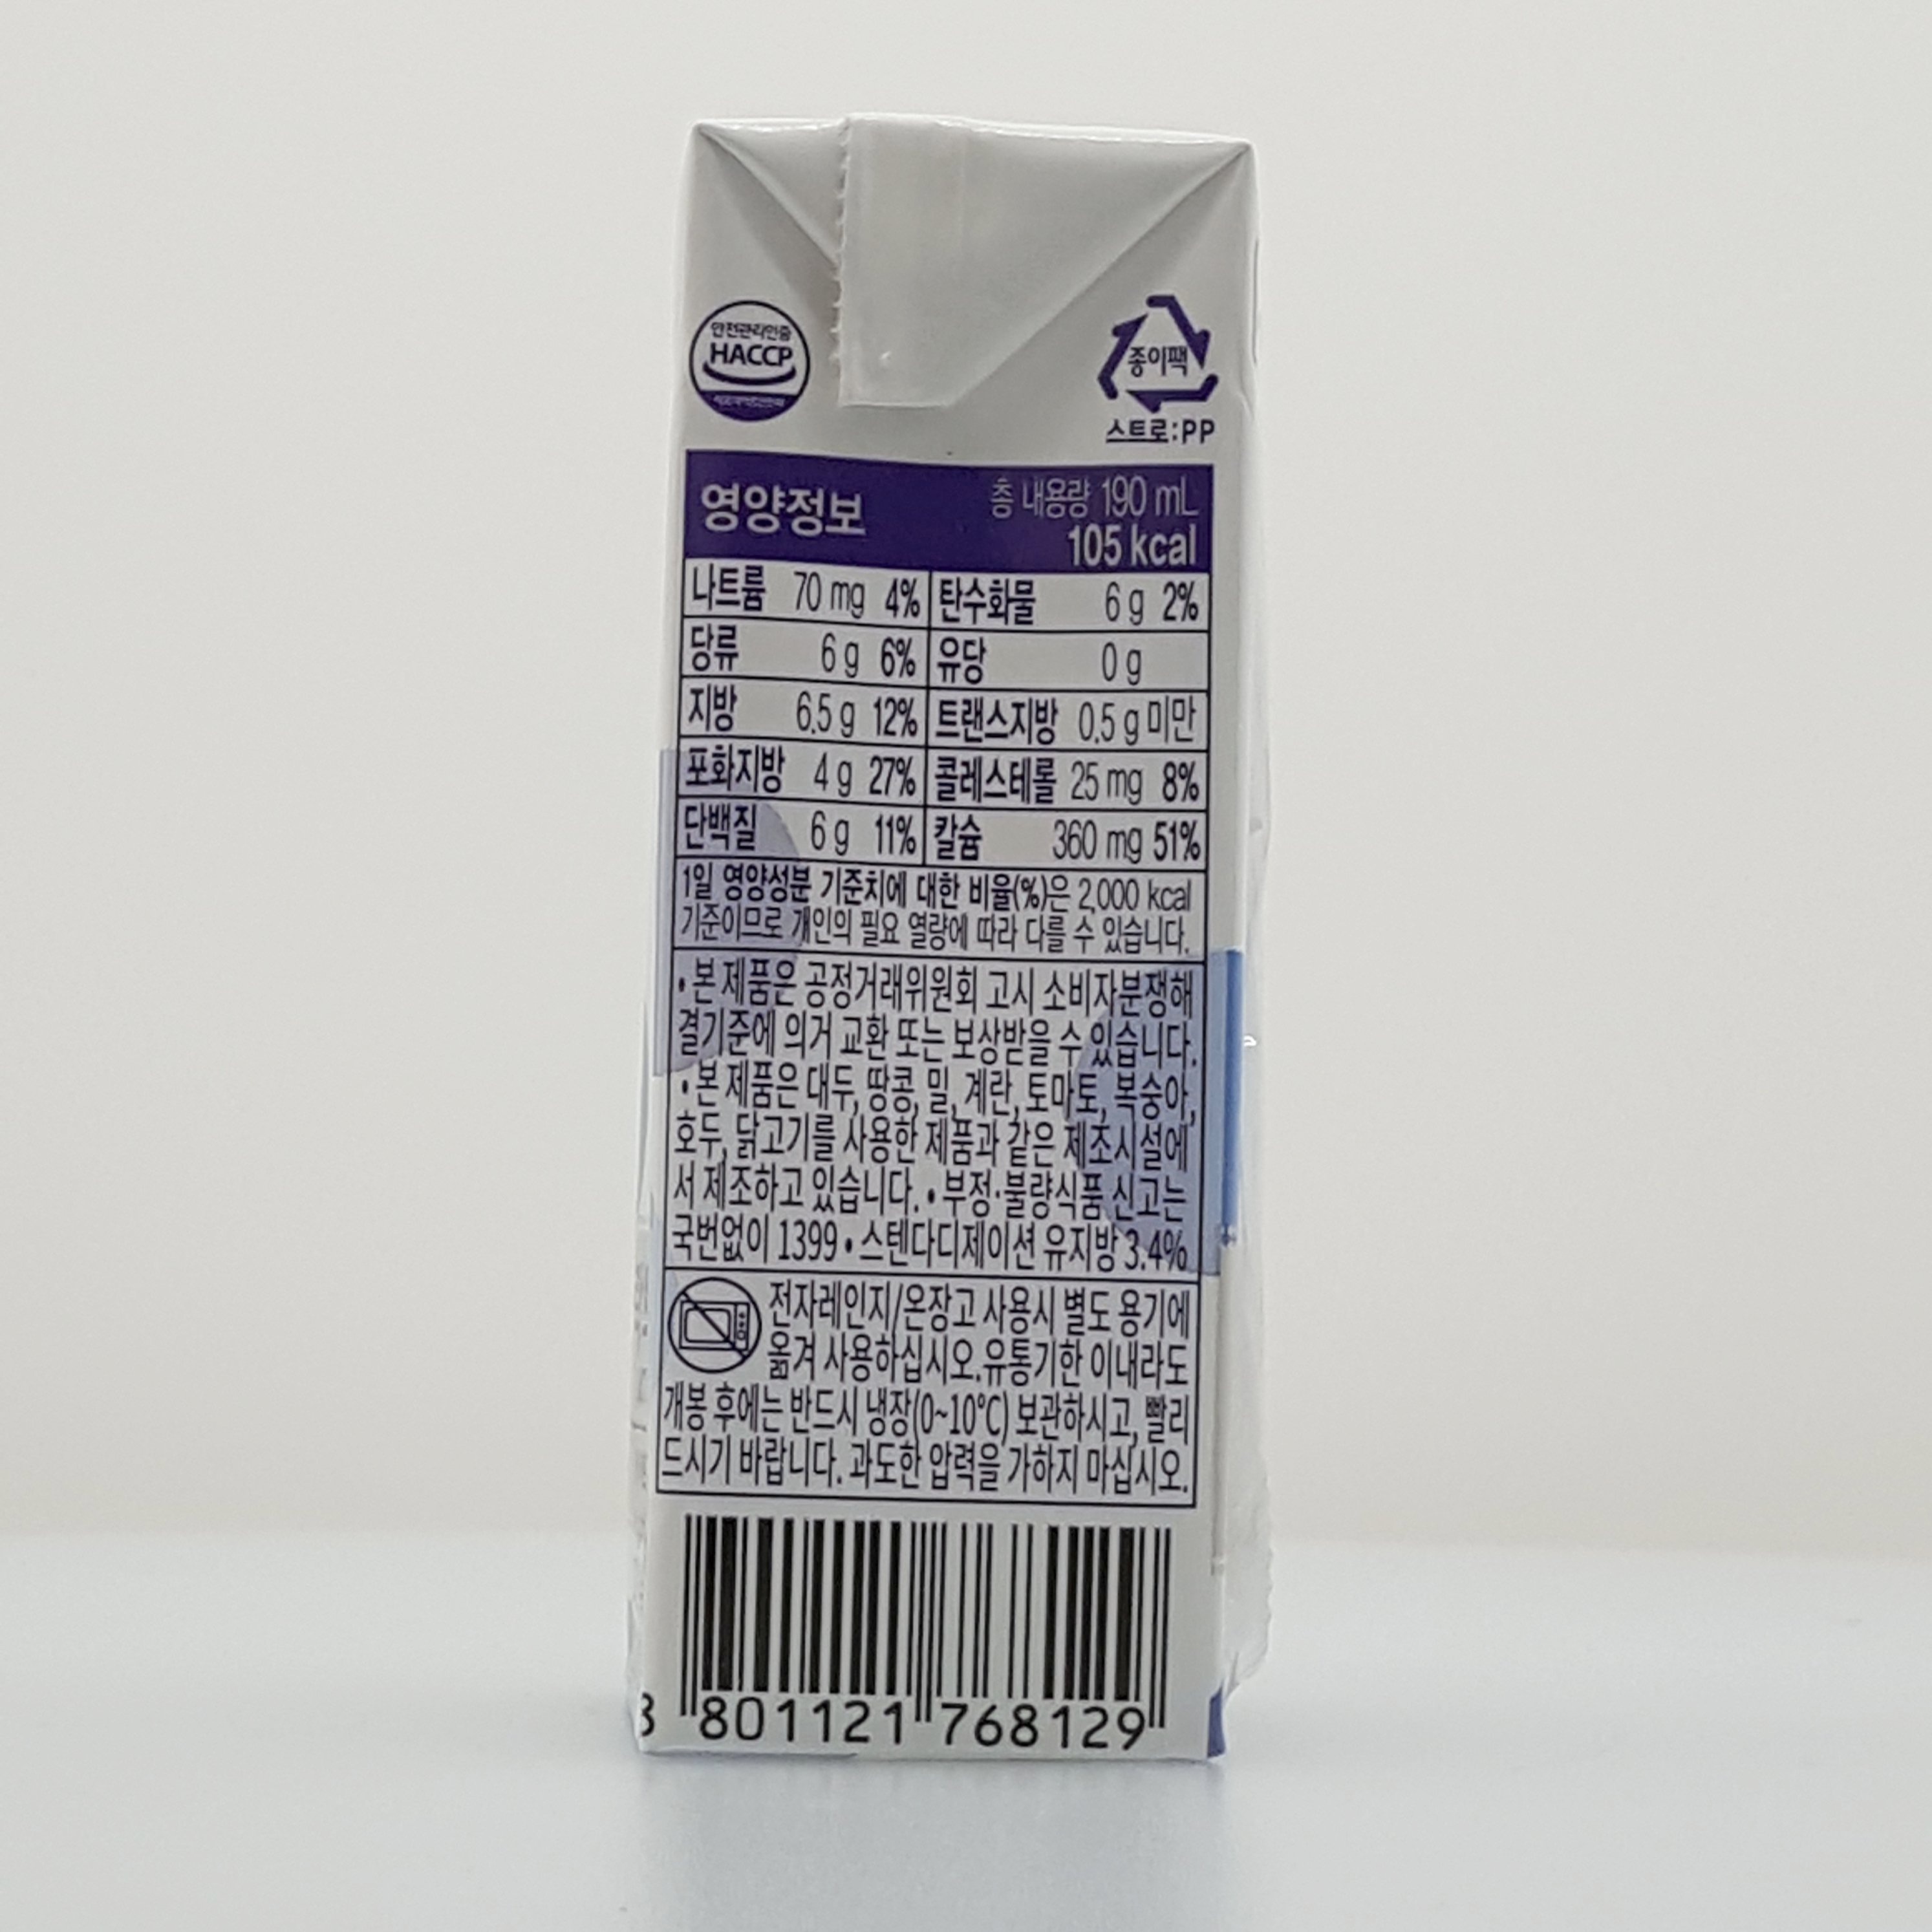 안전관리인증
HACCP
종이팩
스트로:PP
영양정보
총 내용량 190 mL
105 kcal
나트륨 70 mg 4% 탄수화물 6 g 2%
당류 6 g 6% 유당 0 g
지방 6.5 g 12% 트랜스지방 0.5 g 미만
포화지방 4 g 27% 콜레스테롤 25 mg 8%
단백질 6 g 11% 칼슘 360 mg 51%
1일 영양성분 기준치에 대한 비율(%)은 2,000 kcal
기준이므로 개인의 필요 열량에 따라 다를 수 있습니다.
•본 제품은 공정거래위원회 고시 소비자분쟁해
결기준에 의거 교환 또는 보상받을 수 있습니다.
•본 제품은 대두, 땅콩, 밀, 계란, 토마토, 복숭아,
호두, 닭고기를 사용한 제품과 같은 제조시설에
서 제조하고 있습니다. •부정·불량식품 신고는
국번없이 1399 •스텐다디제이션 유지방 3.4%
전자레인지/온장고 사용시 별도 용기에
옮겨 사용하십시오. 유통기한 이내라도
개봉 후에는 반드시 냉장(0~10℃) 보관하시고, 빨리
드시기 바랍니다. 과도한 압력을 가하지 마십시오.
8 801121 768129